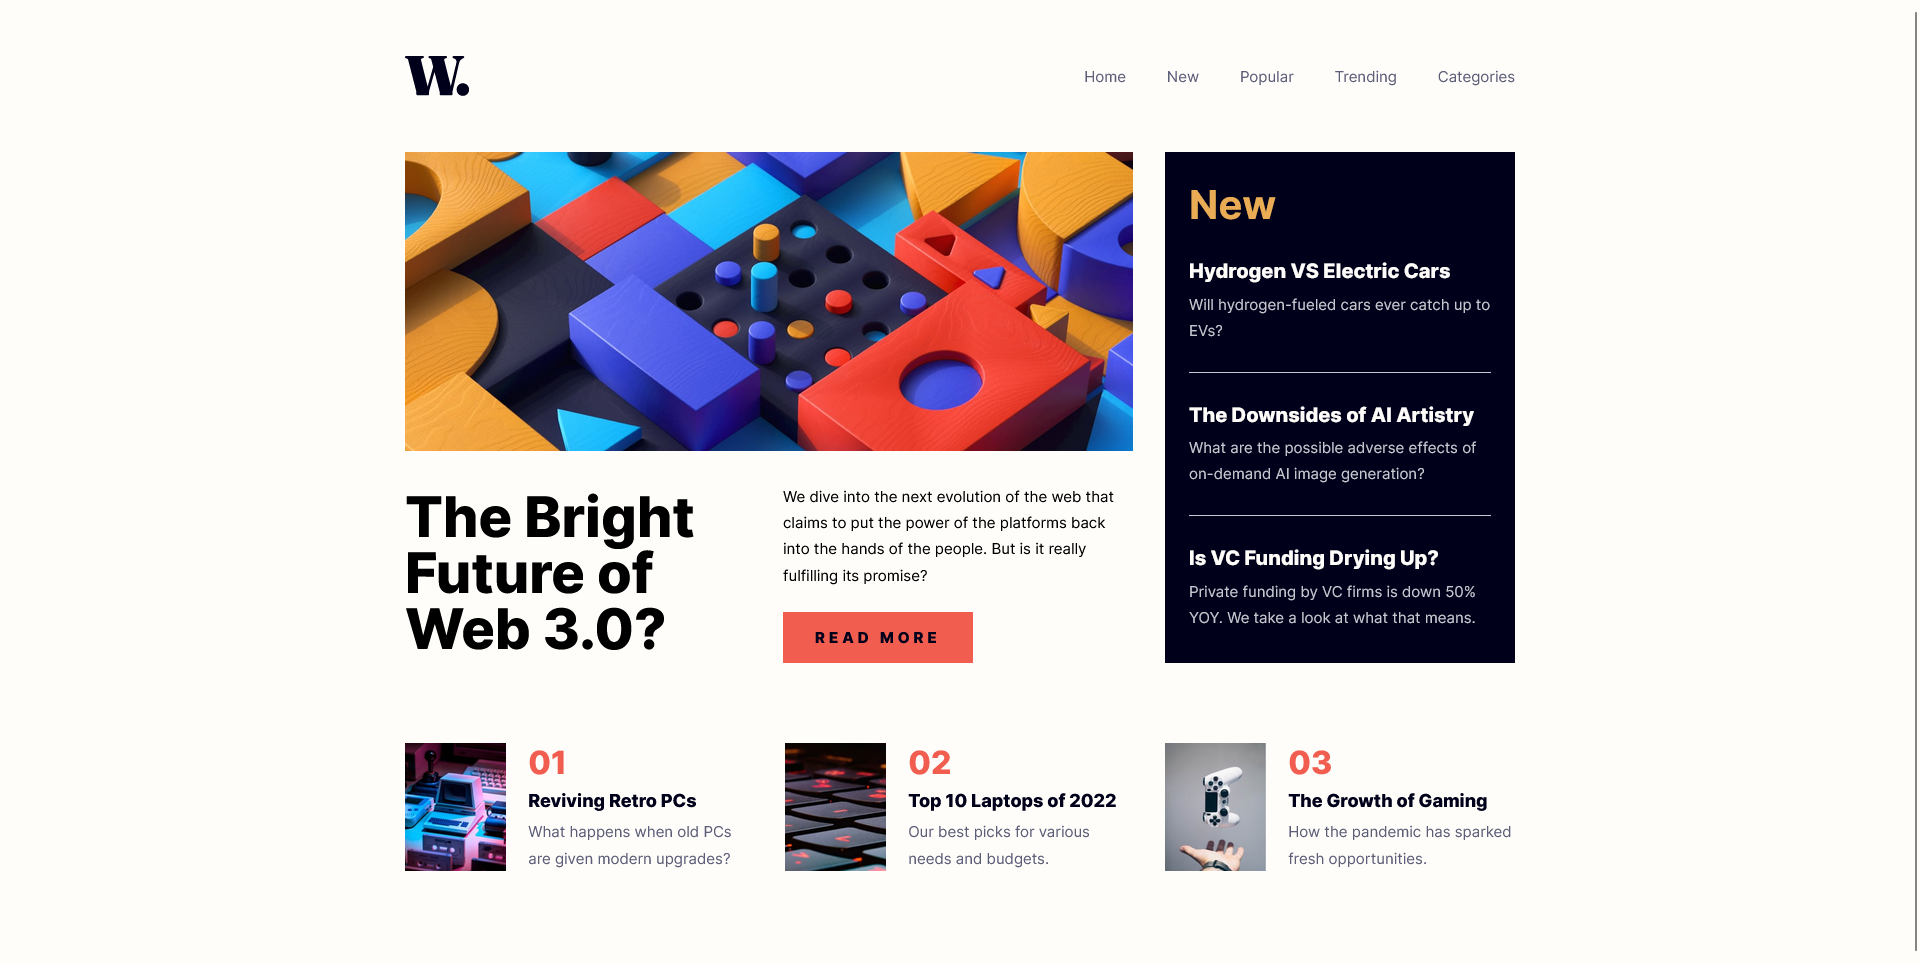 W.
Home
New
Popular
Trending
Categories
New
Hydrogen VS Electric Cars
Will hydrogen-fueled cars ever catch up to
EVs?
The Downsides of AI Artistry
What are the possible adverse effects of
on-demand AI image generation?
Is VC Funding Drying Up?
Private funding by VC firms is down 50%
YOY. We take a look at what that means.
The Bright
Future of
Web 3.0?
We dive into the next evolution of the web that
claims to put the power of the platforms back
into the hands of the people. But is it really
fulfilling its promise?
READ MORE
01
Reviving Retro PCs
What happens when old PCs
are given modern upgrades?
02
Top 10 Laptops of 2022
Our best picks for various
needs and budgets.
03
The Growth of Gaming
How the pandemic has sparked
fresh opportunities.